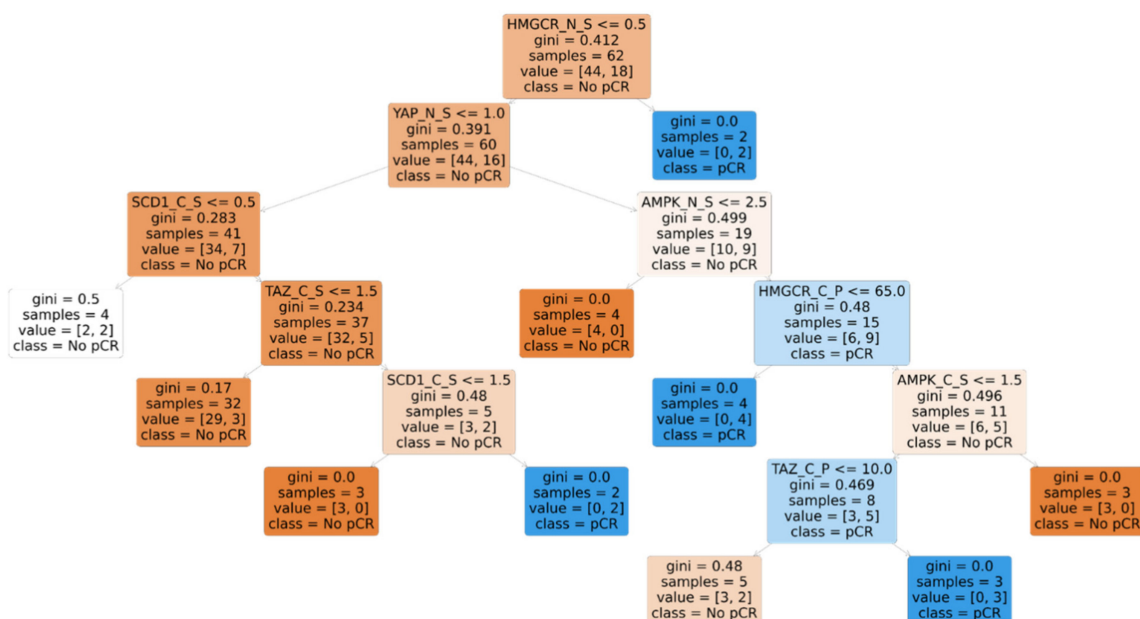 HMGCR_N_S <= 0.5
gini = 0.412
samples = 62
value = [44, 18]
class = No pCR
YAP_N_S <= 1.0
gini = 0.391
samples = 60
value = [44, 16]
class = No pCR
gini = 0.0
samples = 2
value = [0, 2]
class = pCR
SCD1_C_S <= 0.5
gini = 0.283
samples = 41
value = [34, 7]
class = No pCR
AMPK_N_S <= 2.5
gini = 0.499
samples = 19
value = [10, 9]
class = No pCR
gini = 0.5
samples = 4
value = [2, 2]
class = No pCR
TAZ_C_S <= 1.5
gini = 0.234
samples = 37
value = [32, 5]
class = No pCR
gini = 0.0
samples = 4
value = [4, 0]
class = No pCR
HMGCR_C_P <= 65.0
gini = 0.48
samples = 15
value = [6, 9]
class = pCR
gini = 0.17
samples = 32
value = [29, 3]
class = No pCR
SCD1_C_S <= 1.5
gini = 0.48
samples = 5
value = [3, 2]
class = No pCR
gini = 0.0
samples = 4
value = [0, 4]
class = pCR
AMPK_C_S <= 1.5
gini = 0.496
samples = 11
value = [6, 5]
class = No pCR
gini = 0.0
samples = 3
value = [3, 0]
class = No pCR
gini = 0.0
samples = 2
value = [0, 2]
class = pCR
TAZ_C_P <= 10.0
gini = 0.469
samples = 8
value = [3, 5]
class = pCR
gini = 0.0
samples = 3
value = [3, 0]
class = No pCR
gini = 0.48
samples = 5
value = [3, 2]
class = No pCR
gini = 0.0
samples = 3
value = [0, 3]
class = pCR